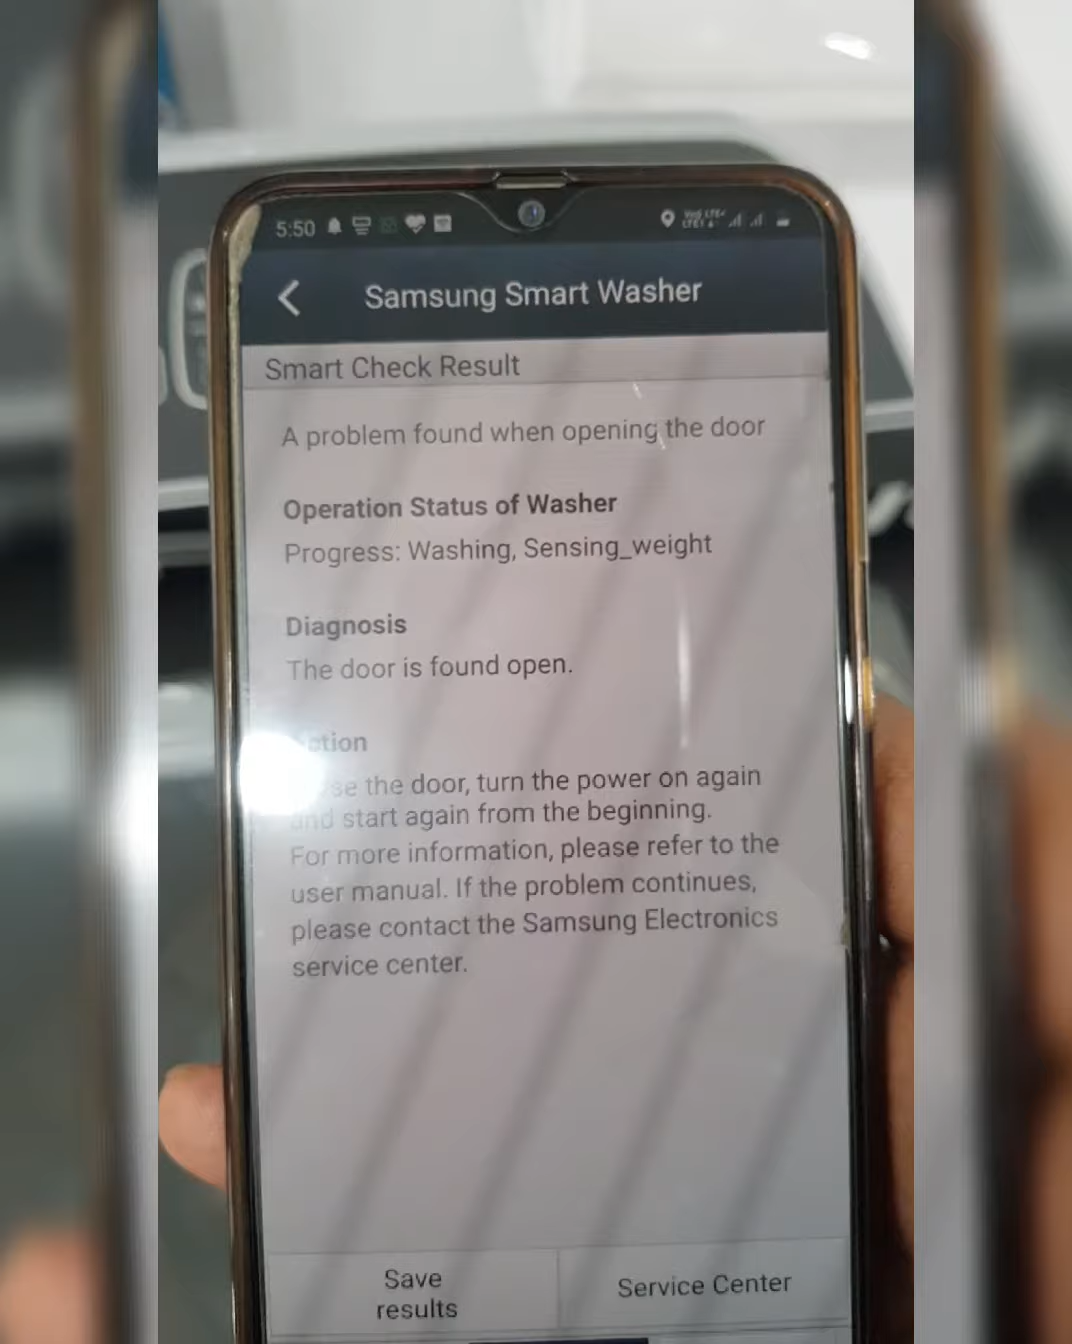 5:50
Samsung Smart Washer
Smart Check Result
A problem found when opening the door
Operation Status of Washer
Progress: Washing, Sensing_weight
Diagnosis
The door is found open.
ction
se the door, turn the power on again
and start again from the beginning.
For more information, please refer to the
user manual. If the problem continues,
please contact the Samsung Electronics
service center.
Save
results
Service Center